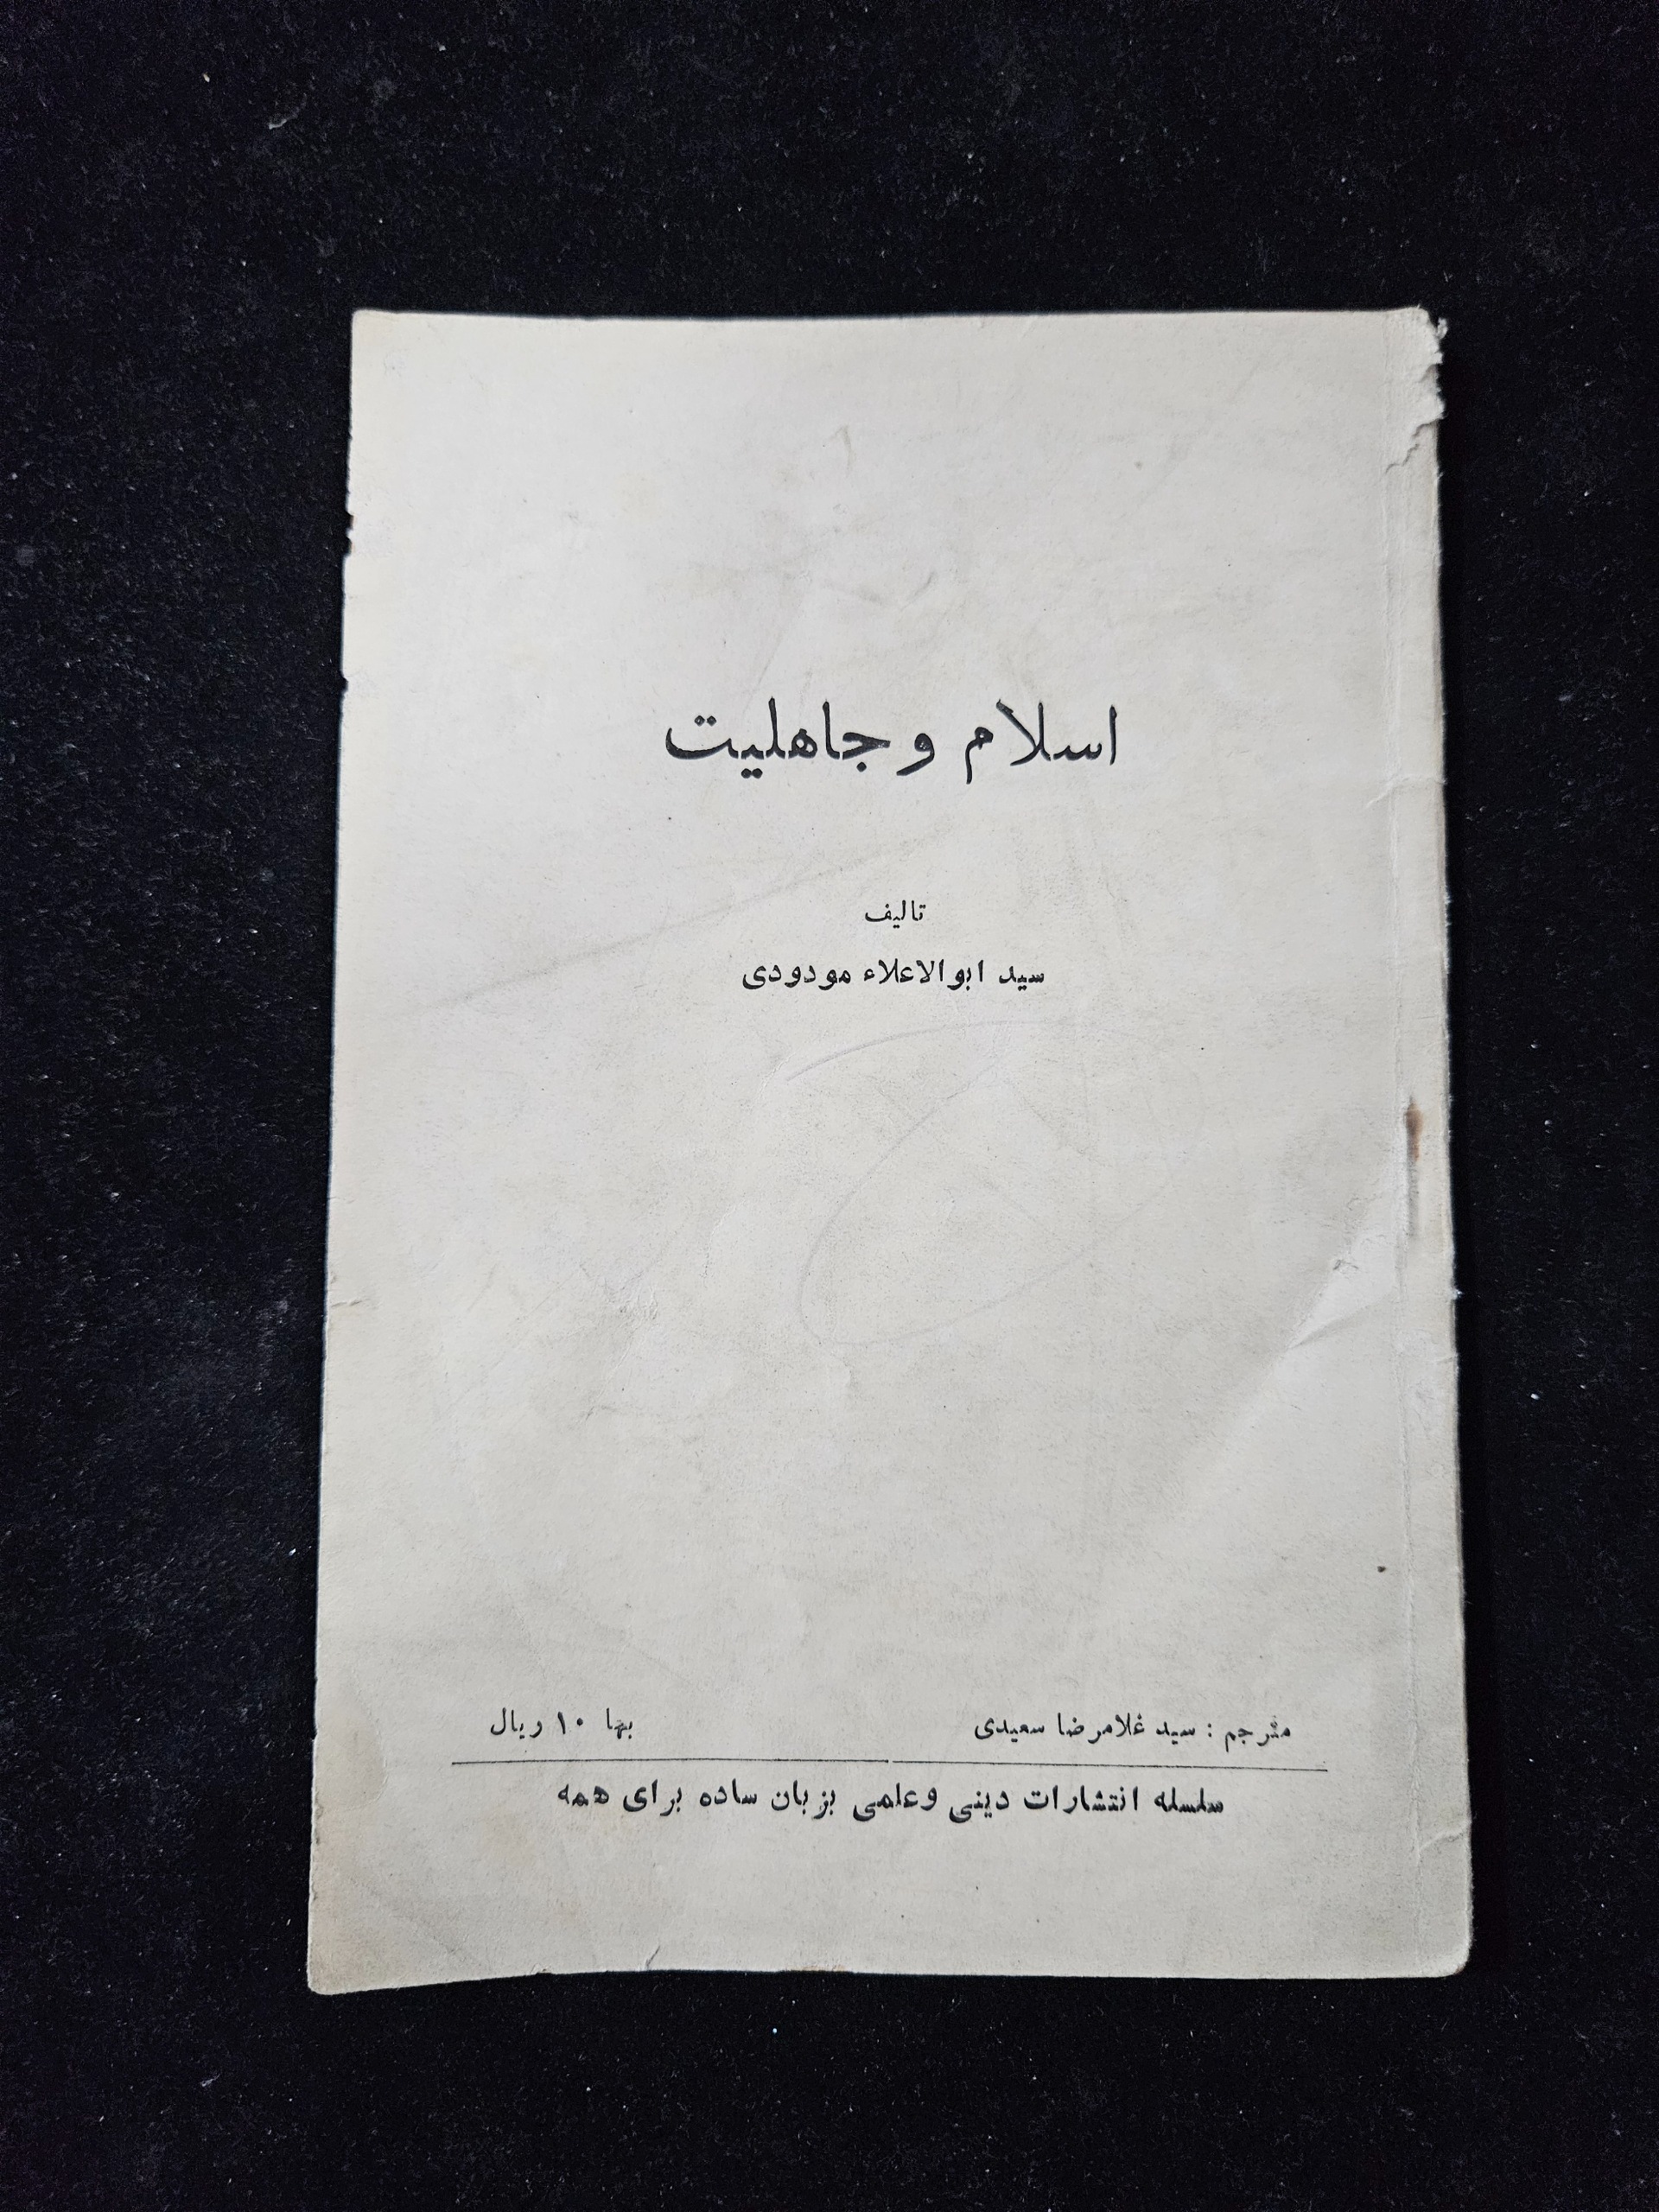 اسلام و جاهلیت
تالیف
سید ابوالاعلاء مودودی
مترجم : سید غلامرضا سعیدی
بها ۱۰ ریال
سلسله انتشارات دینی وعلمی بزبان ساده برای همه